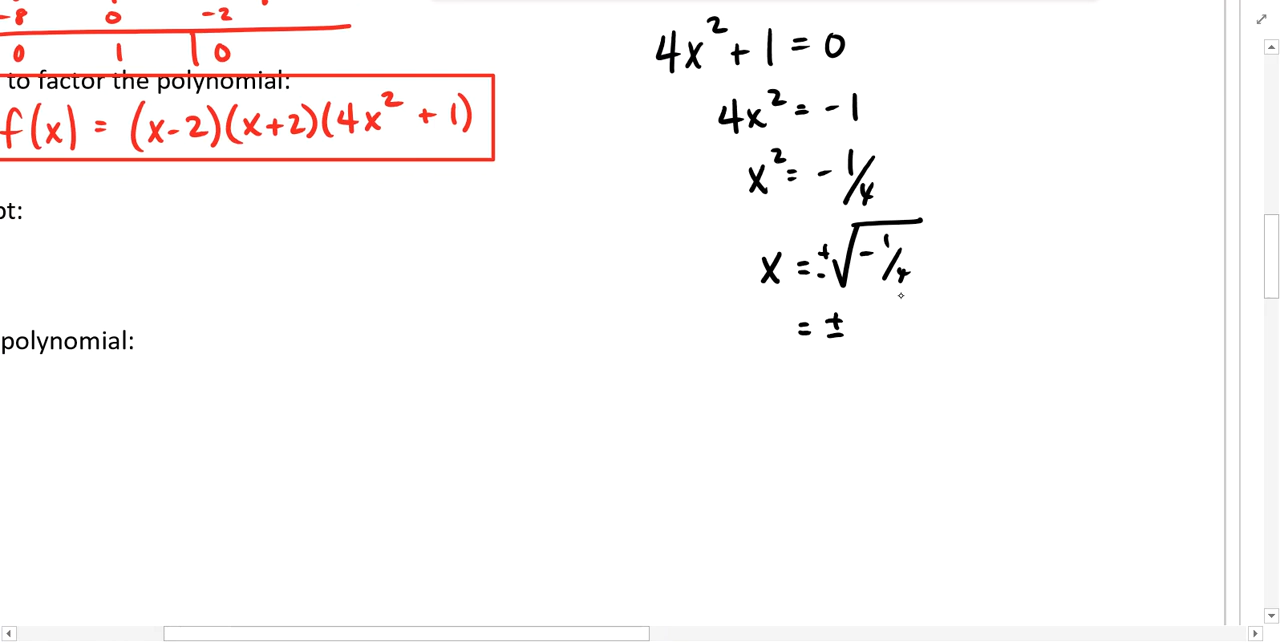 -8 0 -2
0 1 0
to factor the polynomial:
f(x) = (x-2)(x+2)(4x² + 1)
pt:
polynomial:
4x² + 1 = 0
4x² = -1
x² = - 1/4
x = ± √-1/4
= ±